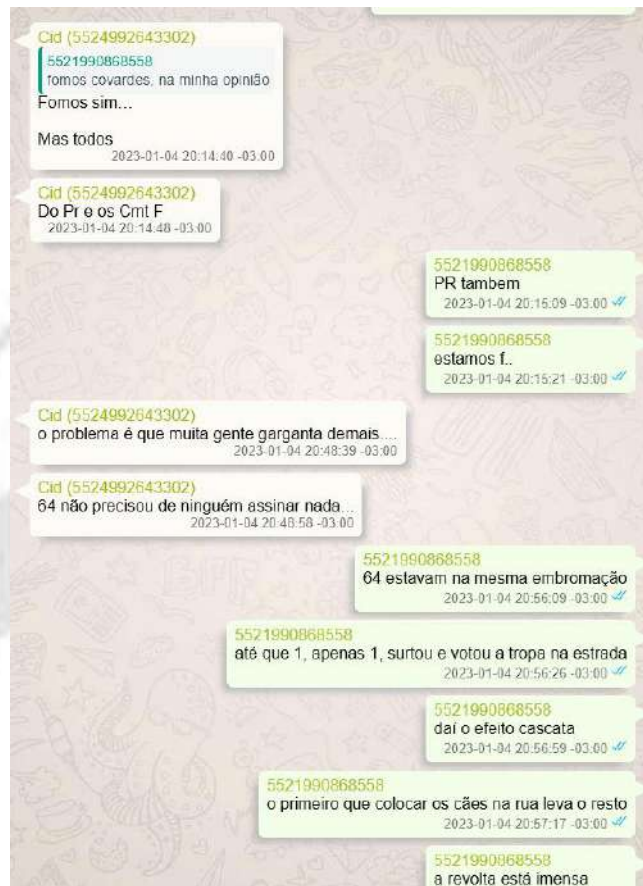 Cid (5524992643302)
5521990868558
fomos covardes, na minha opinião
Fomos sim...
Mas todos
2023-01-04 20:14:40 -03:00
Cid (5524992643302)
Do Pr e os Cmt F
2023-01-04 20:14:48 -03:00
5521990868558
PR tambem
2023-01-04 20:15:09 -03:00
5521990868558
estamos f..
2023-01-04 20:15:21 -03:00
Cid (5524992643302)
o problema é que muita gente garganta demais....
2023-01-04 20:48:39 -03:00
Cid (5524992643302)
64 não precisou de ninguém assinar nada...
2023-01-04 20:48:58 -03:00
5521990868558
64 estavam na mesma embromação
2023-01-04 20:56:09 -03:00
5521990868558
até que 1, apenas 1, surtou e votou a tropa na estrada
2023-01-04 20:56:26 -03:00
5521990868558
daí o efeito cascata
2023-01-04 20:56:59 -03:00
5521990868558
o primeiro que colocar os cães na rua leva o resto
2023-01-04 20:57:17 -03:00
5521990868558
a revolta está imensa